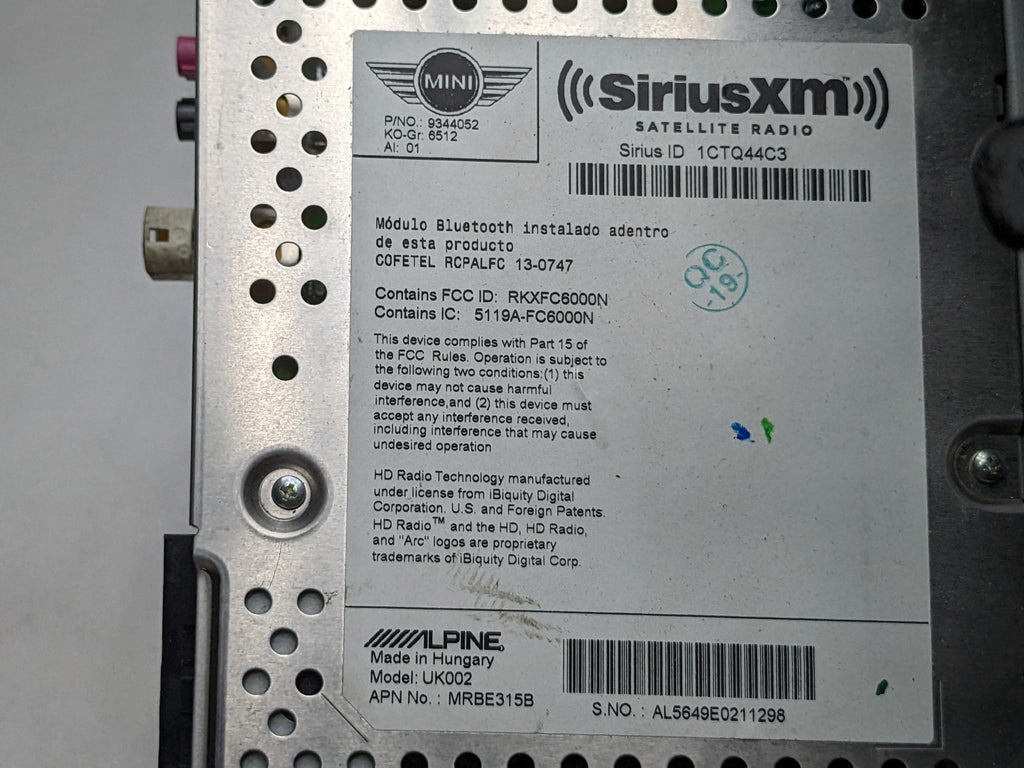 MINI
P/NO.: 9344052
KO-Gr: 6512
AI: 01
SiriusXm™
SATELLITE RADIO
Sirius ID 1CTQ44C3
Módulo Bluetooth instalado adentro
de esta producto
COFETEL RCPALFC 13-0747
QC
-19-
Contains FCC ID: RKXFC6000N
Contains IC: 5119A-FC6000N
This device complies with Part 15 of
the FCC Rules. Operation is subject to
the following two conditions:(1) this
device may not cause harmful
interference,and (2) this device must
accept any interference received,
including interference that may cause
undesired operation
HD Radio Technology manufactured
under license from iBiquity Digital
Corporation. U.S. and Foreign Patents.
HD Radio™ and the HD, HD Radio,
and "Arc" logos are proprietary
trademarks of iBiquity Digital Corp.
ALPINE
Made in Hungary
Model: UK002
APN No.: MRBE315B
S.NO.: AL5649E0211298